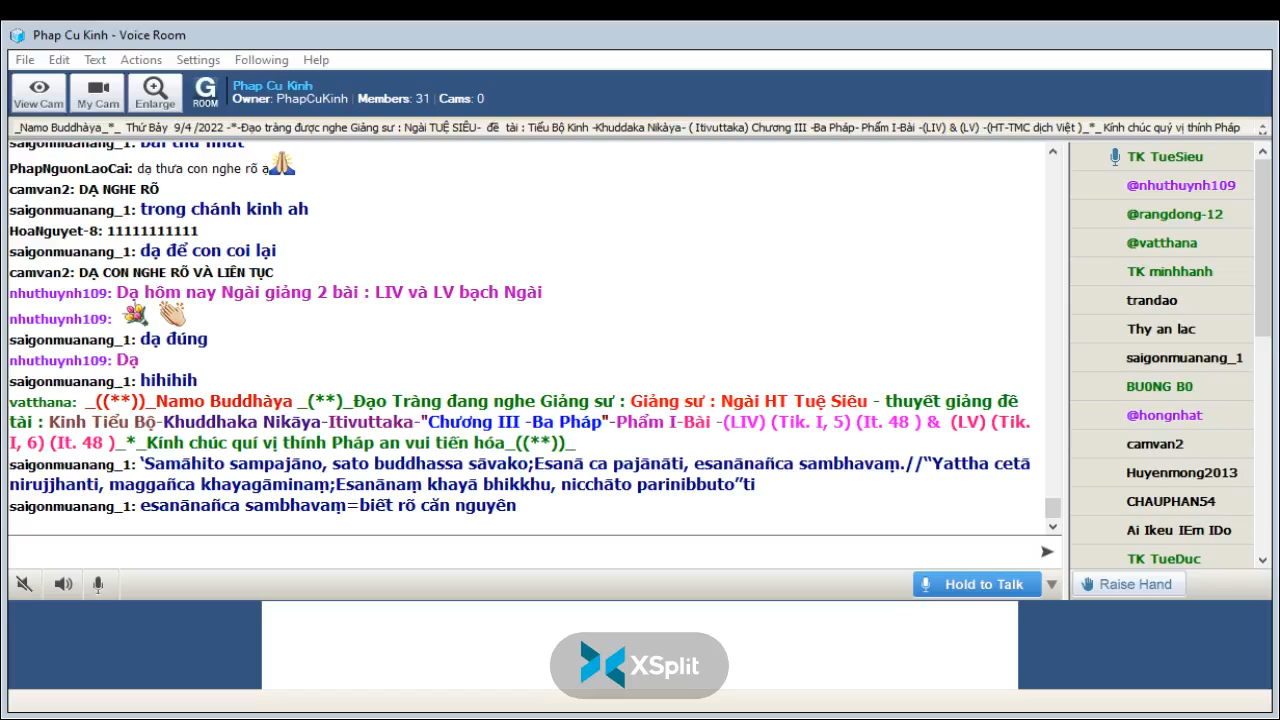 Phap Cu Kinh - Voice Room
File Edit Text Actions Settings Following Help
View Cam My Cam Enlarge G ROOM
Phap Cu Kinh
Owner: PhapCuKinh | Members: 31 | Cams: 0
_Namo Buddhàya_*_ Thứ Bảy 9/4 /2022 -*-Đạo tràng được nghe Giảng sư : Ngài TUỆ SIÊU- đề tài : Tiểu Bộ Kinh -Khuddaka Nikàya- ( Itivuttaka) Chương III -Ba Pháp- Phẩm I-Bài -(LIV) & (LV) -(HT-TMC dịch Việt )_*_ Kính chúc quý vị thính Pháp
saigonmuanang_1: bài thứ nhất
PhapNguonLaoCai: dạ thưa con nghe rõ ạ
camvan2: DẠ NGHE RÕ
saigonmuanang_1: trong chánh kinh ah
HoaNguyet-8: 11111111111
saigonmuanang_1: dạ để con coi lại
camvan2: DẠ CON NGHE RÕ VÀ LIÊN TỤC
nhuthuynh109: Dạ hôm nay Ngài giảng 2 bài : LIV và LV bạch Ngài
nhuthuynh109:
saigonmuanang_1: dạ đúng
nhuthuynh109: Dạ
saigonmuanang_1: hihihih
vatthana: _((**))_Namo Buddhàya _(**)_Đạo Tràng đang nghe Giảng sư : Giảng sư : Ngài HT Tuệ Siêu - thuyết giảng đề
tài : Kinh Tiểu Bộ-Khuddhaka Nikāya-Itivuttaka-"Chương III -Ba Pháp"-Phẩm I-Bài -(LIV) (Tik. I, 5) (It. 48 ) & (LV) (Tik.
I, 6) (It. 48 )_*_Kính chúc quí vị thính Pháp an vui tiến hóa_((**))_
saigonmuanang_1: ‘Samāhito sampajāno, sato buddhassa sāvako;Esanā ca pajānāti, esanānañca sambhavaṃ.//“Yattha cetā
nirujjhanti, maggañca khayagāminaṃ;Esanānaṃ khayā bhikkhu, nicchāto parinibbuto”ti
saigonmuanang_1: esanānañca sambhavaṃ=biết rõ căn nguyên
TK TueSieu
@nhuthuynh109
@rangdong-12
@vatthana
TK minhhanh
trandao
Thy an lac
saigonmuanang_1
BU0NG B0
@hongnhat
camvan2
Huyenmong2013
CHAUPHAN54
Ai Ikeu IEm IDo
TK TueDuc
Hold to Talk
Raise Hand
XSplit